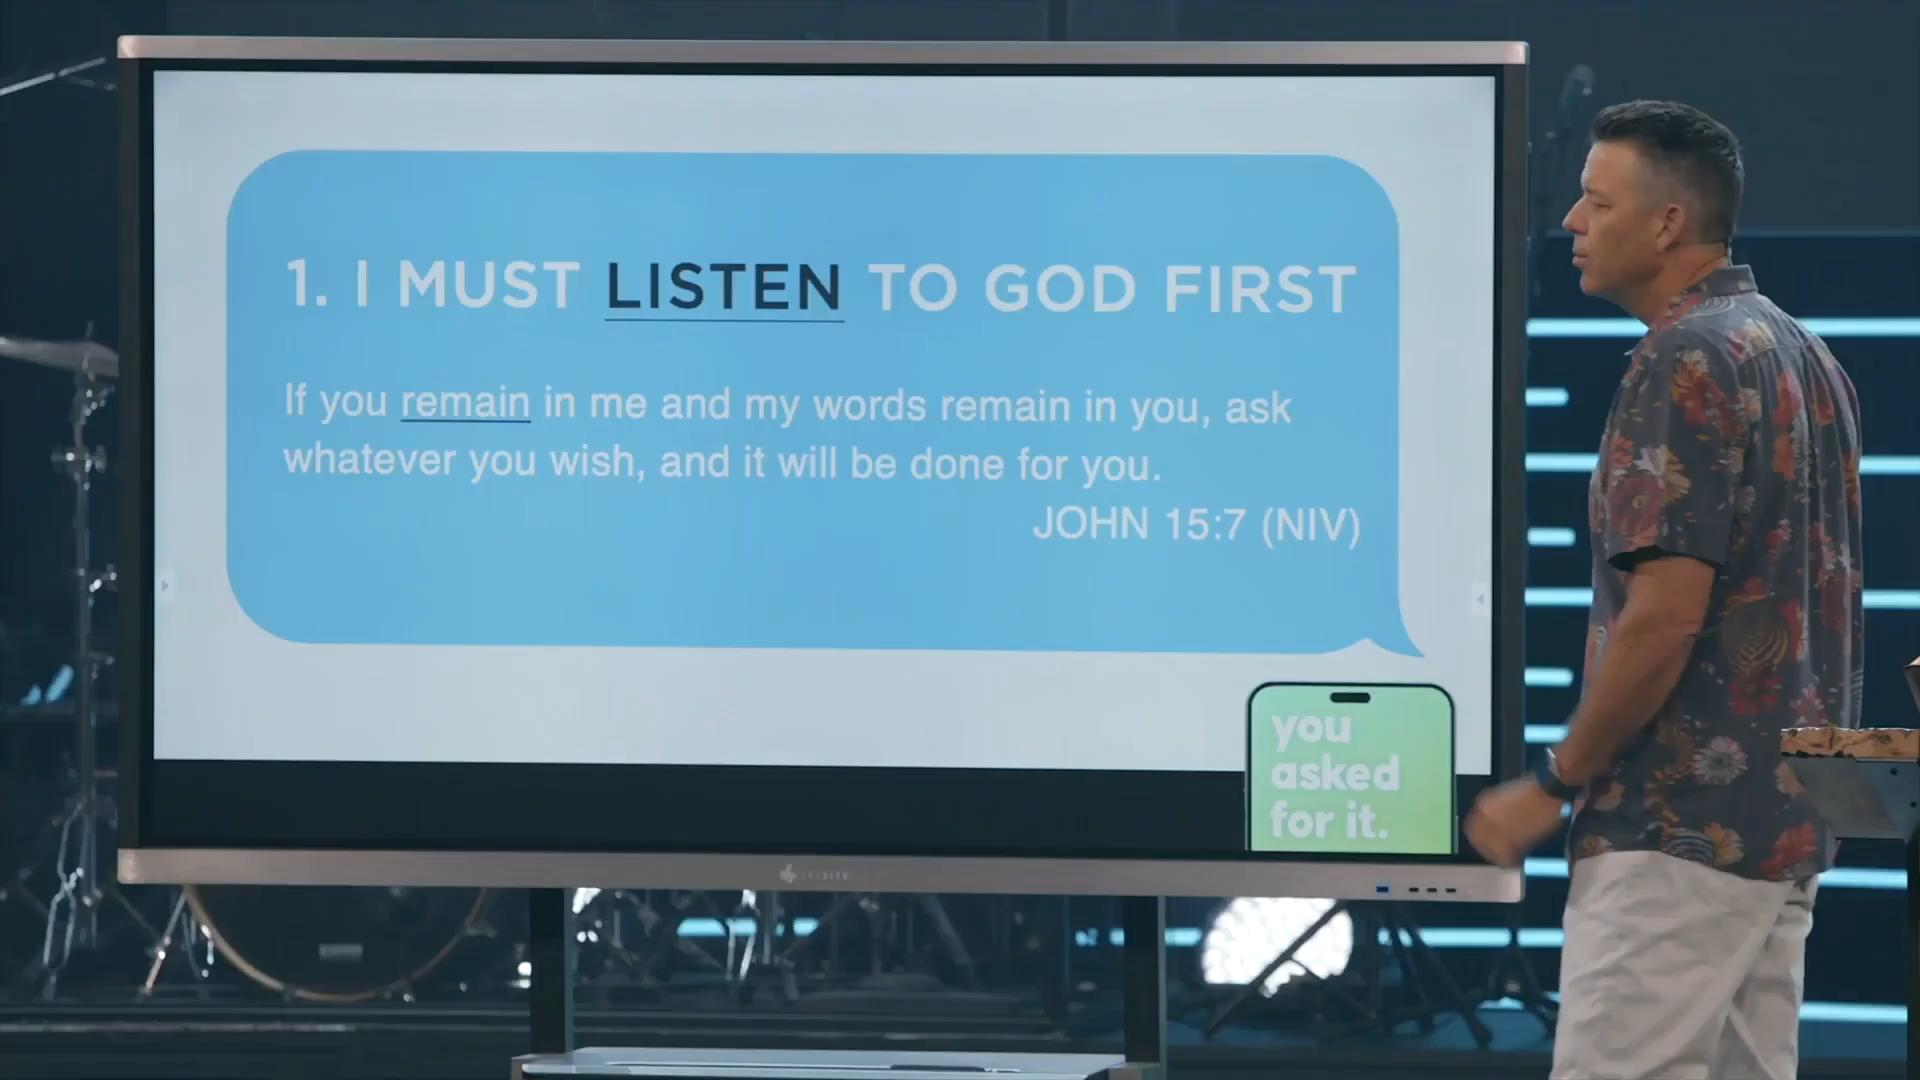 1. I MUST LISTEN TO GOD FIRST
If you remain in me and my words remain in you, ask
whatever you wish, and it will be done for you.
JOHN 15:7 (NIV)
you
asked
for it.